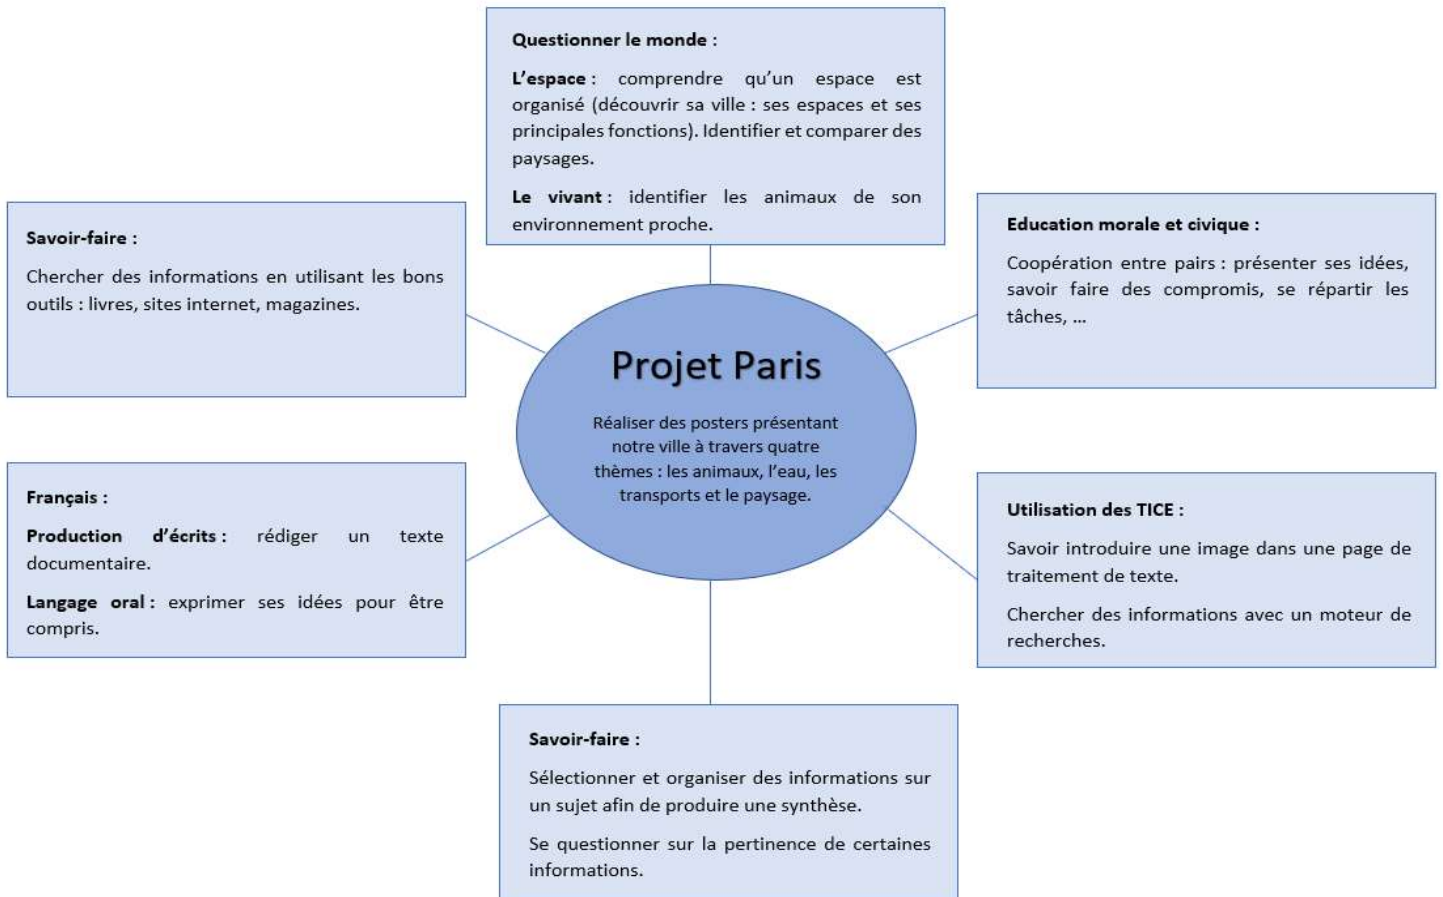 Questionner le monde :
L’espace : comprendre qu’un espace est
organisé (découvrir sa ville : ses espaces et ses
principales fonctions). Identifier et comparer des
paysages.
Le vivant : identifier les animaux de son
environnement proche.
Savoir-faire :
Chercher des informations en utilisant les bons
outils : livres, sites internet, magazines.
Education morale et civique :
Coopération entre pairs : présenter ses idées,
savoir faire des compromis, se répartir les
tâches, ...
Projet Paris
Réaliser des posters présentant
notre ville à travers quatre
thèmes : les animaux, l’eau, les
transports et le paysage.
Français :
Production d’écrits : rédiger un texte
documentaire.
Langage oral : exprimer ses idées pour être
compris.
Utilisation des TICE :
Savoir introduire une image dans une page de
traitement de texte.
Chercher des informations avec un moteur de
recherches.
Savoir-faire :
Sélectionner et organiser des informations sur
un sujet afin de produire une synthèse.
Se questionner sur la pertinence de certaines
informations.